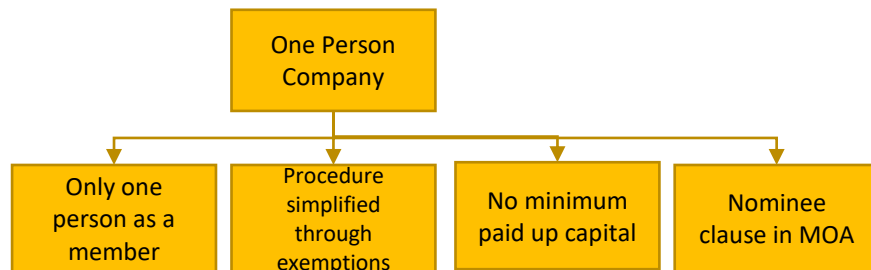 One Person
Company
Only one
person as a
member
Procedure
simplified
through
exemptions
No minimum
paid up capital
Nominee
clause in MOA